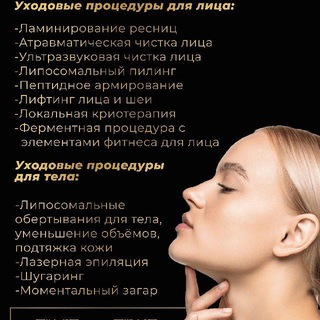 Уходовые процедуры для лица:
-Ламинирование ресниц
-Атравматическая чистка лица
-Ультразвуковая чистка лица
-Липосомальный пилинг
-Пептидное армирование
-Лифтинг лица и шеи
-Локальная криотерапия
-Ферментная процедура с
элементами фитнеса для лица
Уходовые процедуры
для тела:
-Липосомальные
обертывания для тела,
уменьшение объёмов,
подтяжка кожи
-Лазерная эпиляция
-Шугаринг
-Моментальный загар